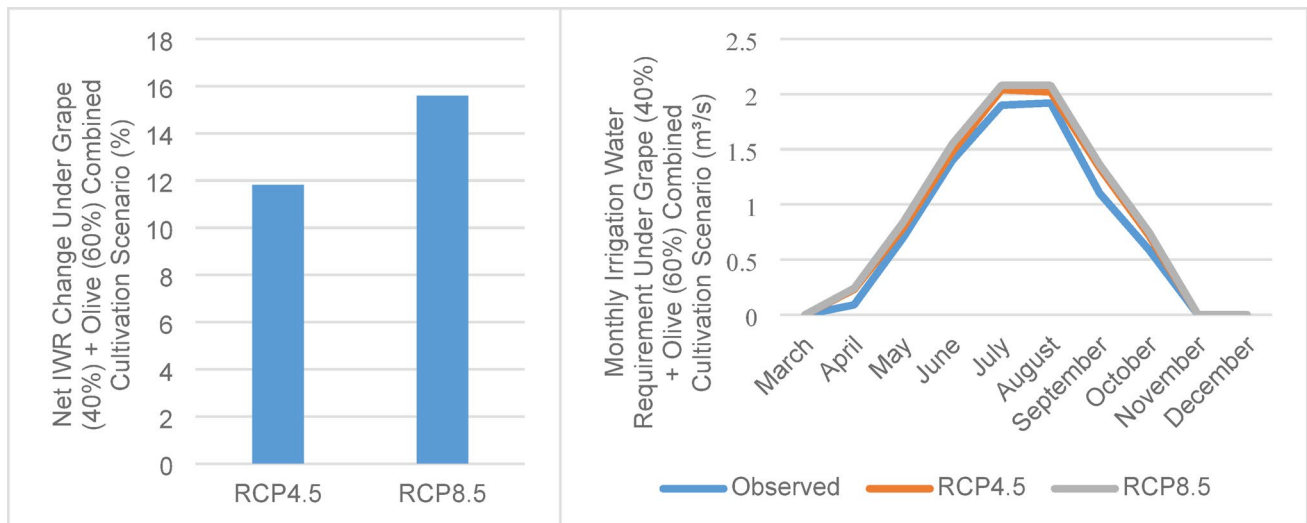 Net IWR Change Under Grape
(40%) + Olive (60%) Combined
Cultivation Scenario (%)
18
16
14
12
10
8
6
4
2
0
RCP4.5
RCP8.5
Monthly Irrigation Water
Requirement Under Grape (40%)
+ Olive (60%) Combined
Cultivation Scenario (m³/s)
2.5
2
1.5
1
0.5
0
March
April
May
June
July
August
September
October
November
December
Observed
RCP4.5
RCP8.5